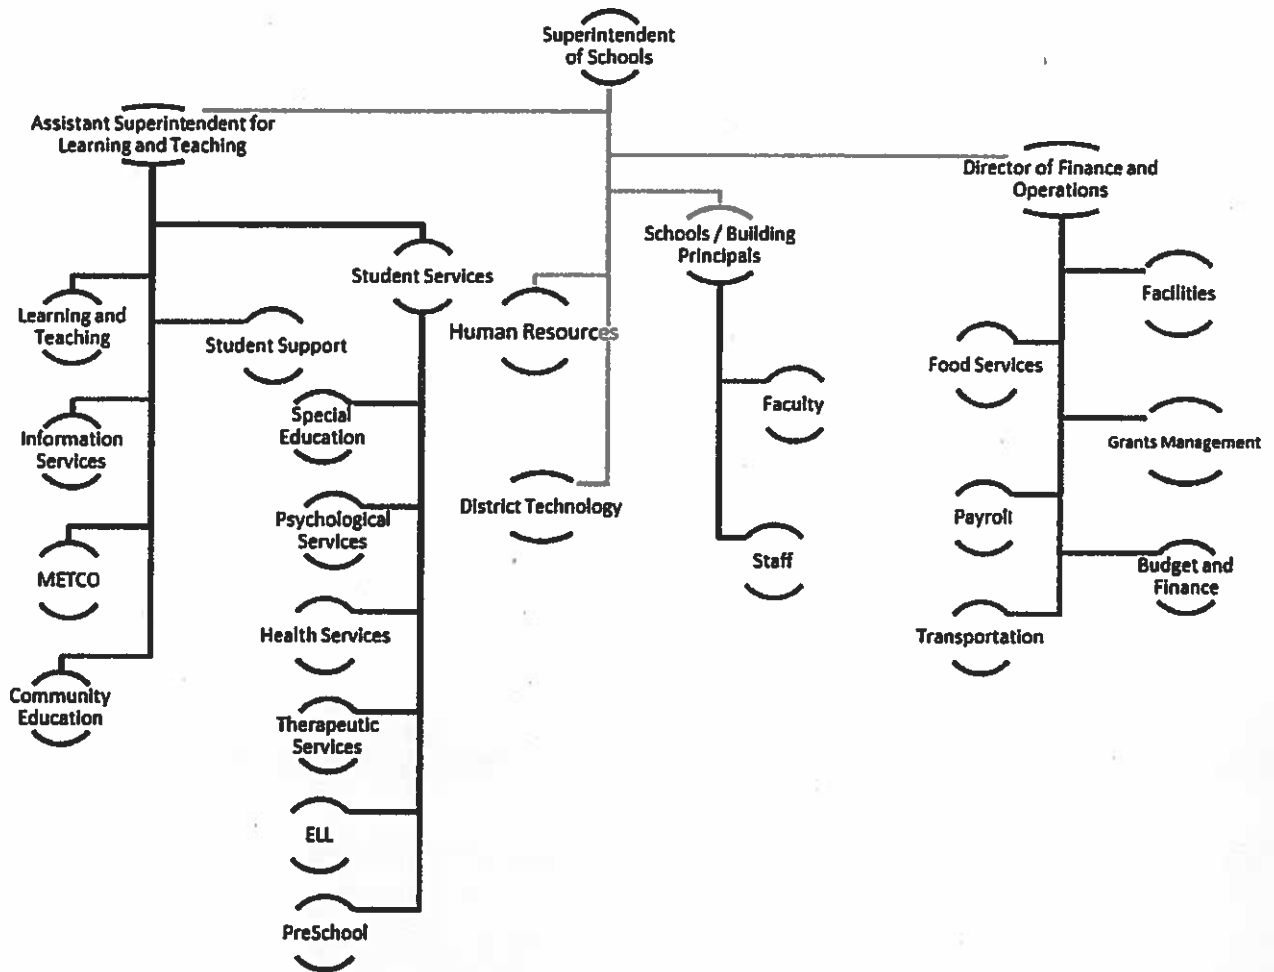 Superintendent
of Schools
Assistant Superintendent for
Learning and Teaching
Director of Finance and
Operations
Schools / Building
Principals
Student Services
Learning and
Teaching
Student Support
Human Resources
Facilities
Food Services
Special
Education
Faculty
Information
Services
Grants Management
District Technology
Psychological
Services
Payroll
Staff
Budget and
Finance
METCO
Health Services
Transportation
Community
Education
Therapeutic
Services
ELL
PreSchool